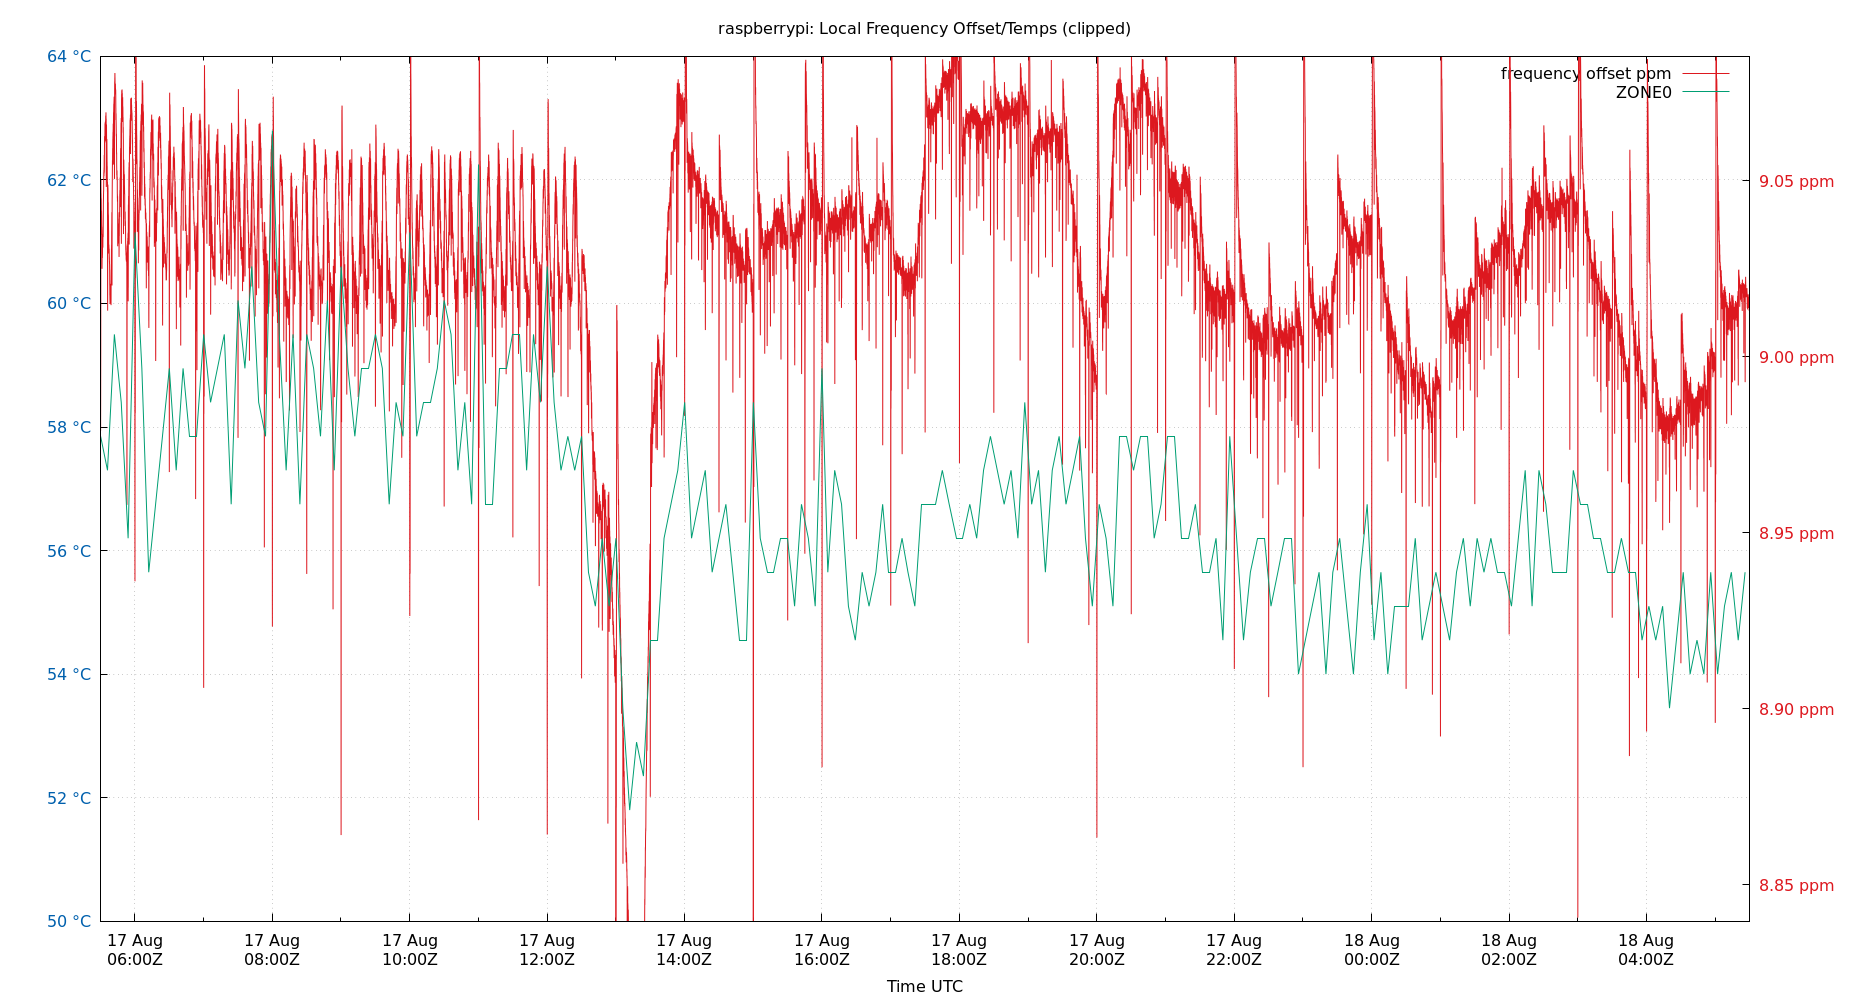 raspberrypi: Local Frequency Offset/Temps (clipped)
frequency offset ppm
ZONE0
64 °C
62 °C
60 °C
58 °C
56 °C
54 °C
52 °C
50 °C
9.05 ppm
9.00 ppm
8.95 ppm
8.90 ppm
8.85 ppm
17 Aug 17 Aug 17 Aug 17 Aug 17 Aug 17 Aug 17 Aug 17 Aug 17 Aug 18 Aug 18 Aug 18 Aug
06:00Z 08:00Z 10:00Z 12:00Z 14:00Z 16:00Z 18:00Z 20:00Z 22:00Z 00:00Z 02:00Z 04:00Z
Time UTC